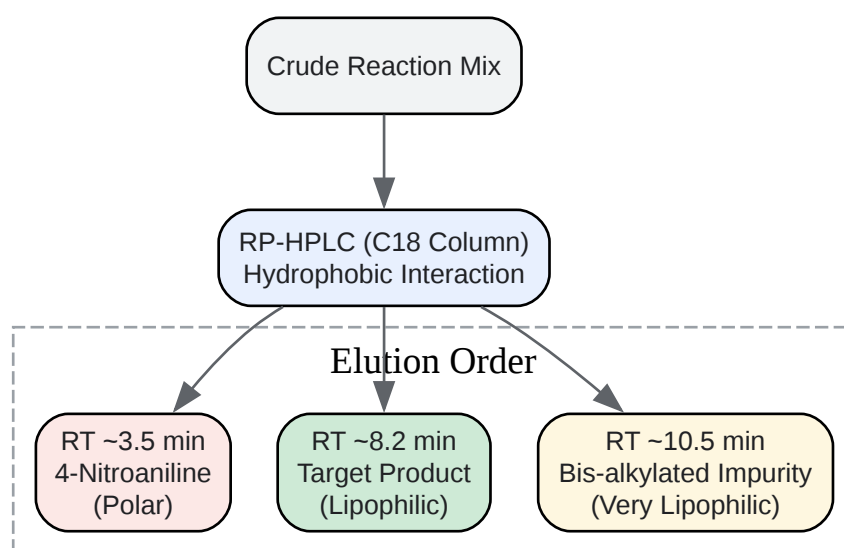 Crude Reaction Mix
RP-HPLC (C18 Column)
Hydrophobic Interaction
Elution Order
RT ~3.5 min
4-Nitroaniline
(Polar)
RT ~8.2 min
Target Product
(Lipophilic)
RT ~10.5 min
Bis-alkylated Impurity
(Very Lipophilic)